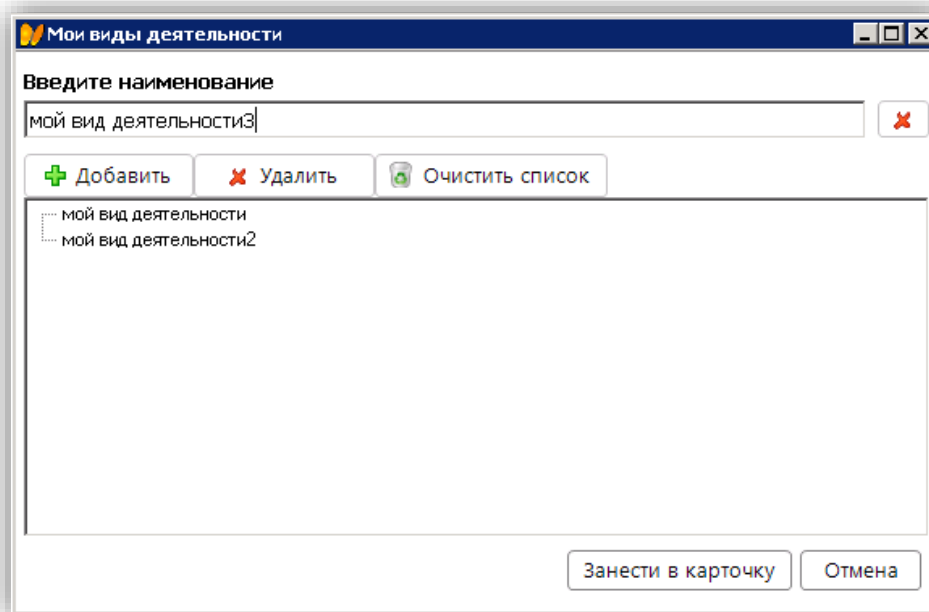 Мои виды деятельности
Введите наименование
мой вид деятельности3
Добавить Удалить Очистить список
мой вид деятельности
мой вид деятельности2
Занести в карточку Отмена